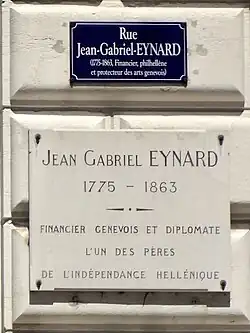 Rue
Jean-Gabriel-EYNARD
(1775-1863, Financier, philhellène
et protecteur des arts genevois)
JEAN GABRIEL EYNARD
1775 - 1863
FINANCIER GENEVOIS ET DIPLOMATE
L'UN DES PÈRES
DE L'INDÉPENDANCE HELLÉNIQUE